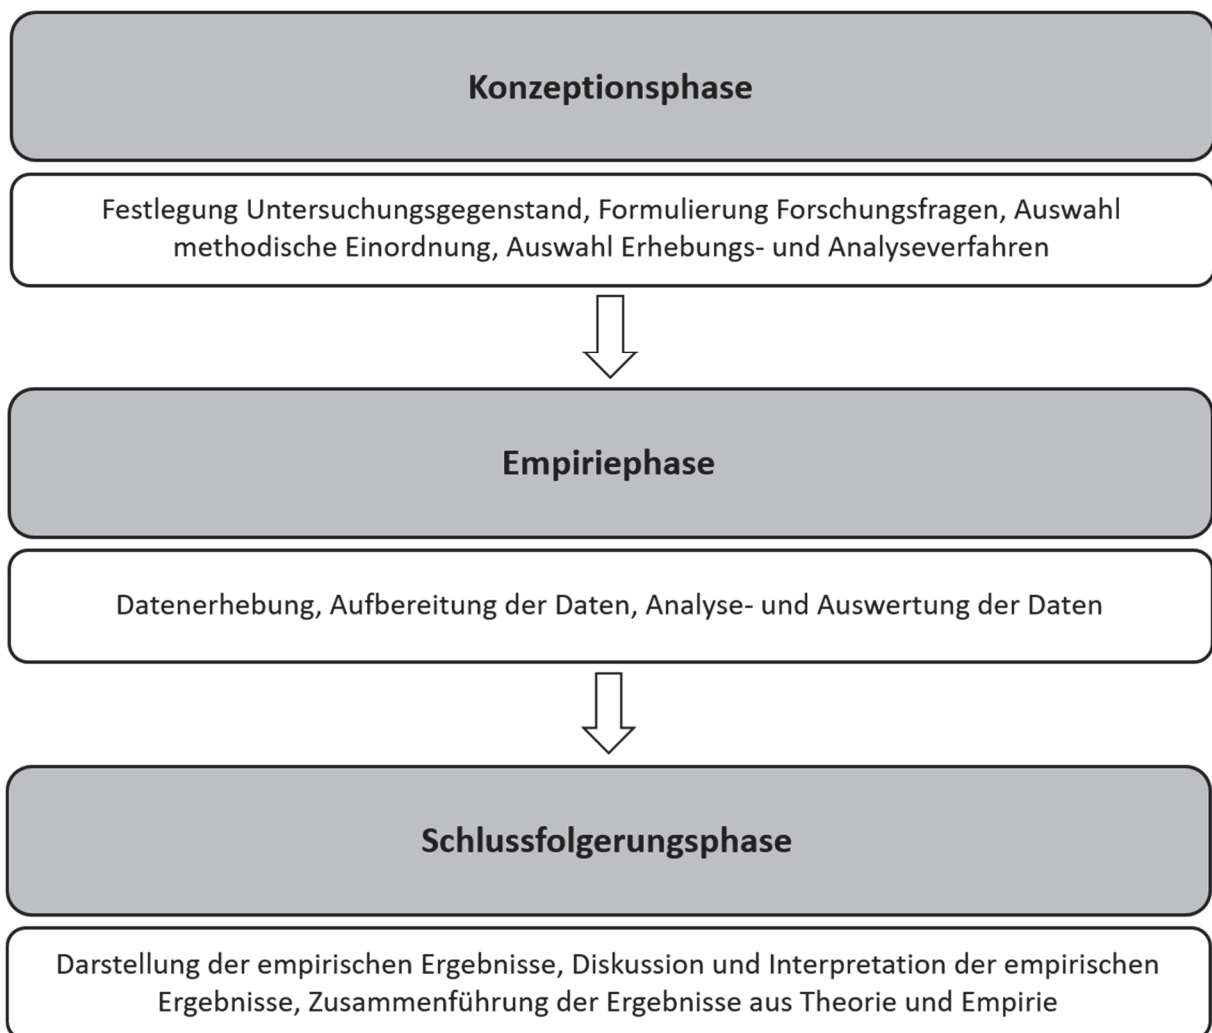 Konzeptionsphase
Festlegung Untersuchungsgegenstand, Formulierung Forschungsfragen, Auswahl
methodische Einordnung, Auswahl Erhebungs- und Analyseverfahren
Empiriephase
Datenerhebung, Aufbereitung der Daten, Analyse- und Auswertung der Daten
Schlussfolgerungsphase
Darstellung der empirischen Ergebnisse, Diskussion und Interpretation der empirischen
Ergebnisse, Zusammenführung der Ergebnisse aus Theorie und Empirie